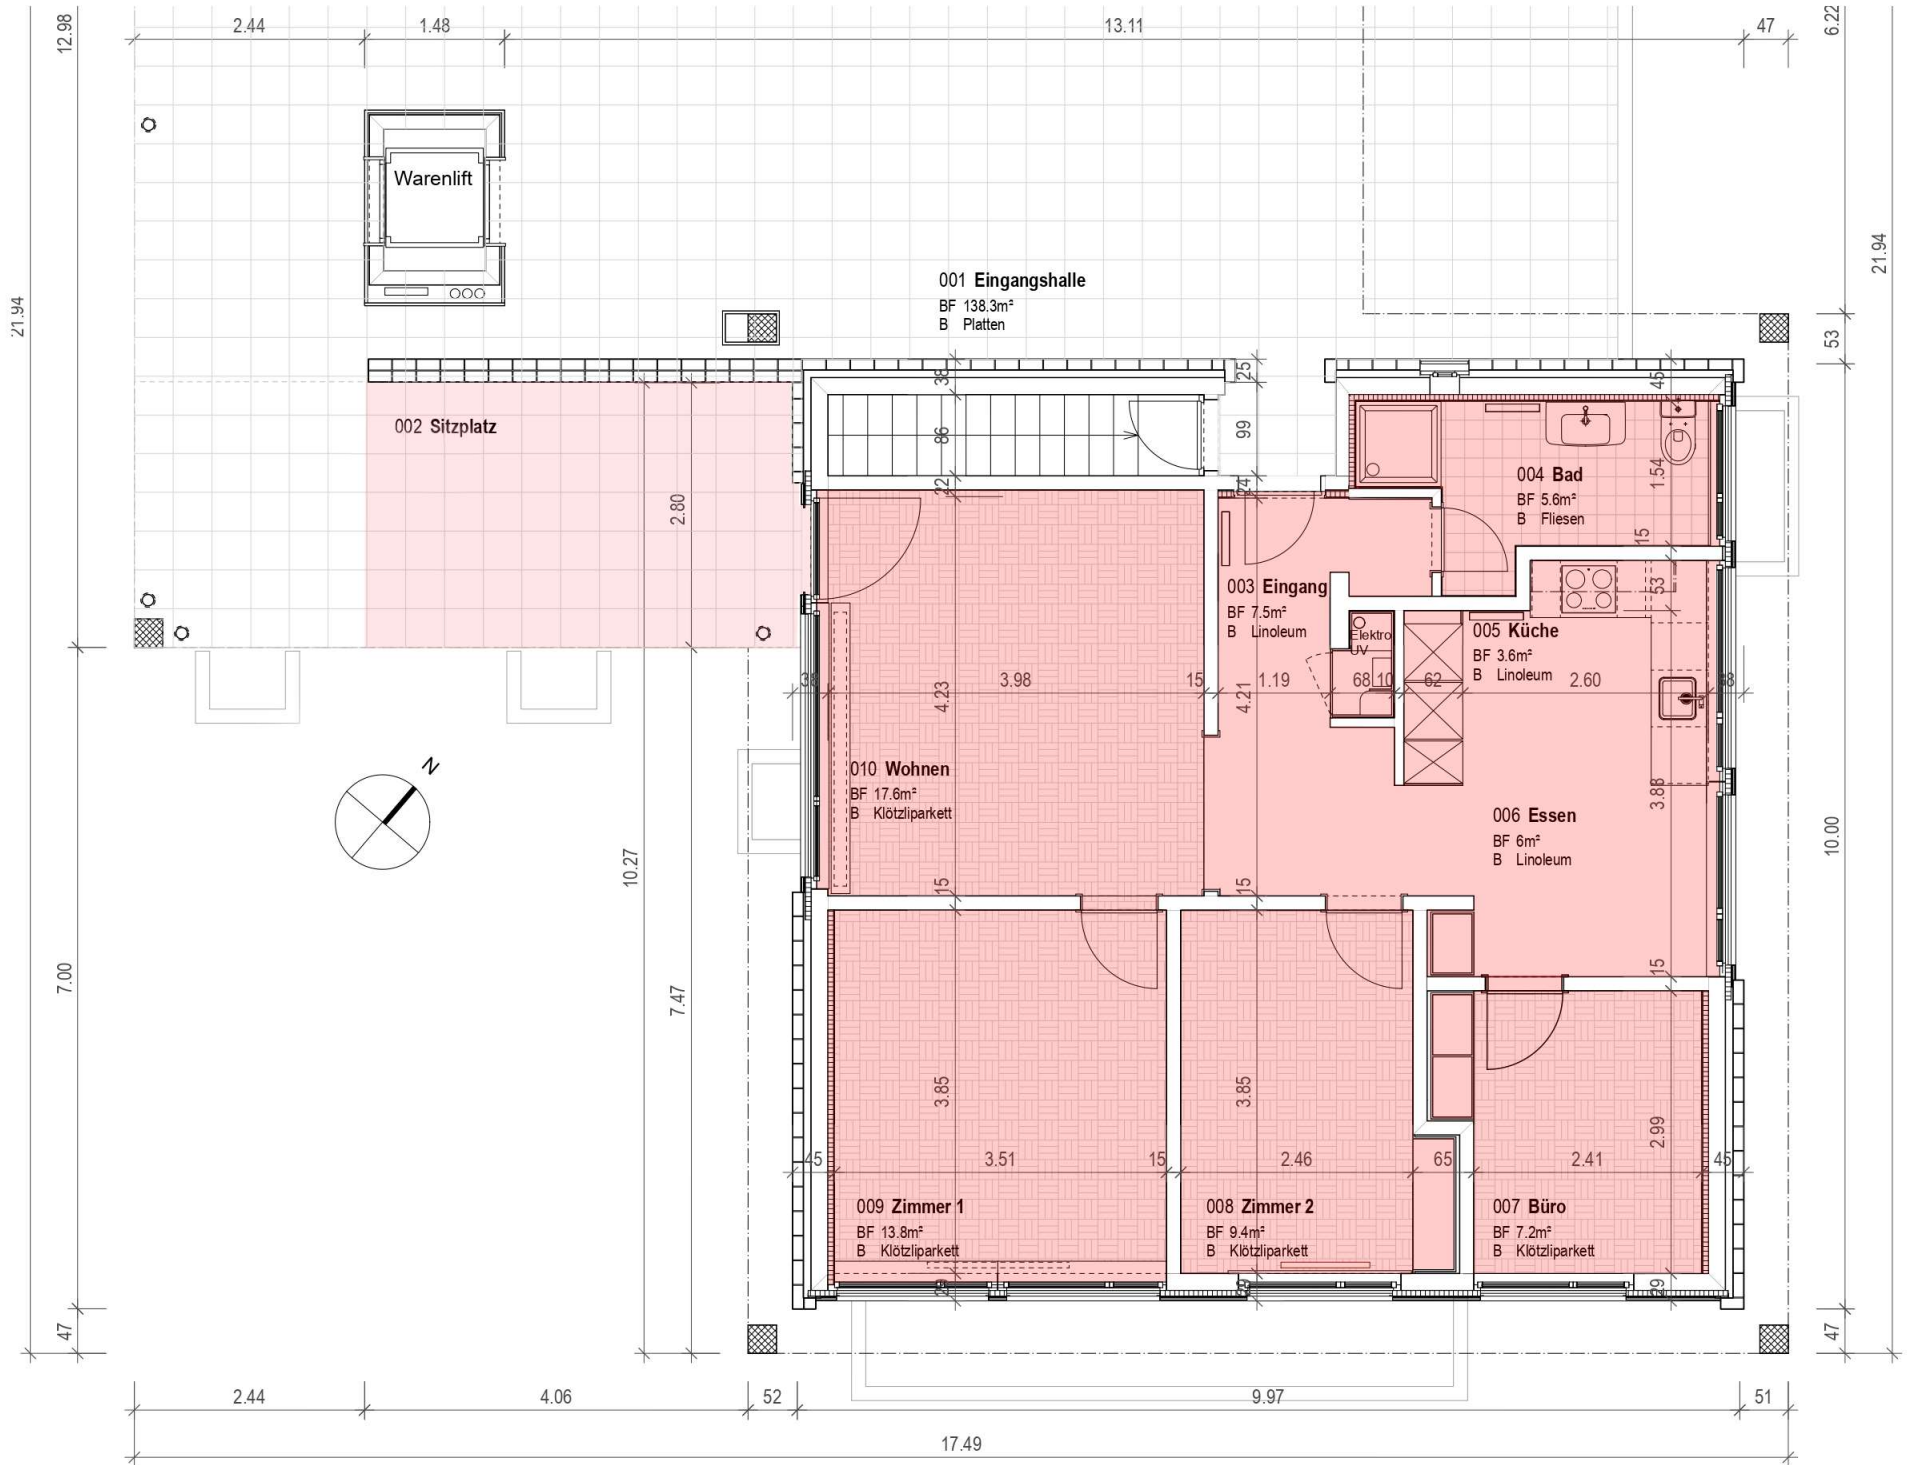 12.98
2.44
1.48
13.11
47
6.22
Warenlift
21.94
21.94
001 Eingangshalle
BF 138.3m²
B Platten
53
38
25
45
002 Sitzplatz
86
99
004 Bad
BF 5.6m²
B Fliesen
1.54
22
24
2.80
15
003 Eingang
BF 7.5m²
B Linoleum
53
Elektro
UV
005 Küche
BF 3.6m²
B Linoleum
38
3.98
15
1.19
68
10
62
2.60
4.23
4.21
N
010 Wohnen
BF 17.6m²
B Klötzliparkett
3.88
006 Essen
BF 6m²
B Linoleum
10.27
10.00
15
15
15
7.00
7.47
3.85
3.85
2.99
45
3.51
15
2.46
65
2.41
45
009 Zimmer 1
BF 13.8m²
B Klötzliparkett
008 Zimmer 2
BF 9.4m²
B Klötzliparkett
007 Büro
BF 7.2m²
B Klötzliparkett
29
47
47
2.44
4.06
52
9.97
51
17.49